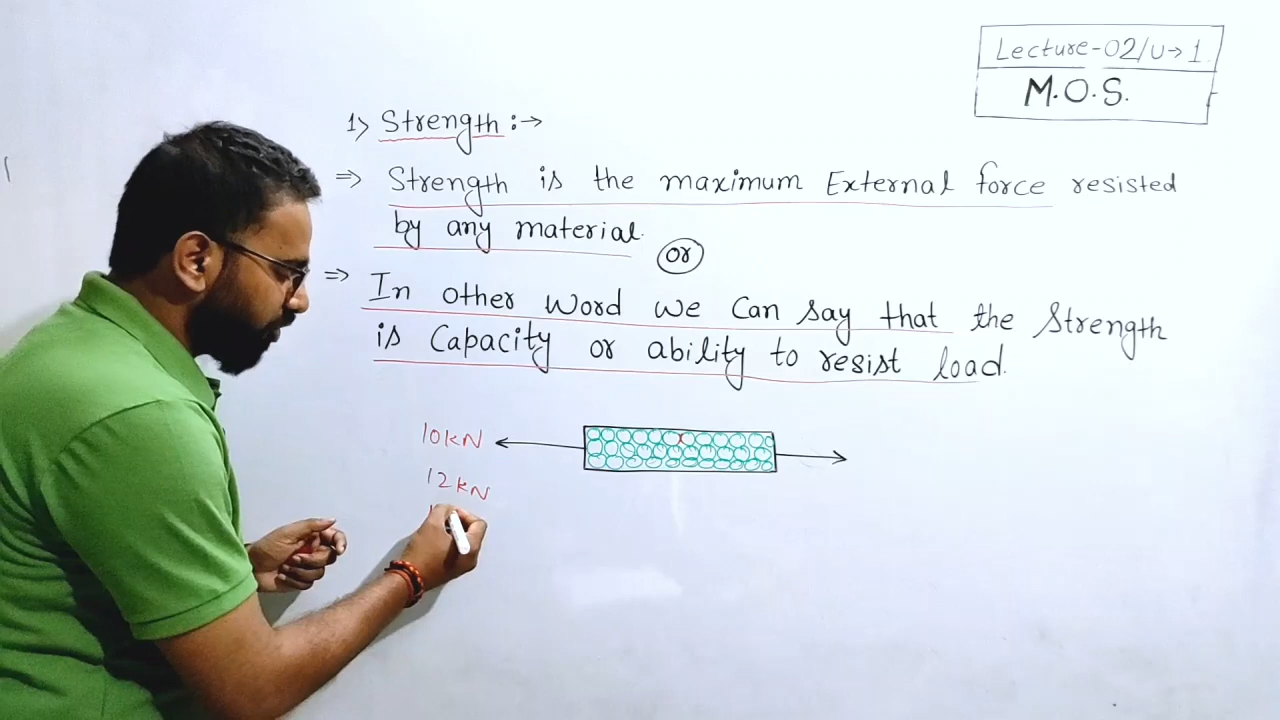 Lecture-02/U→1.
M.O.S.
1> Strength :→
⇒ Strength is the maximum External force resisted
by any material.
or
⇒ In other Word we Can say that the Strength
is Capacity or ability to resist load.
10kN
12kN